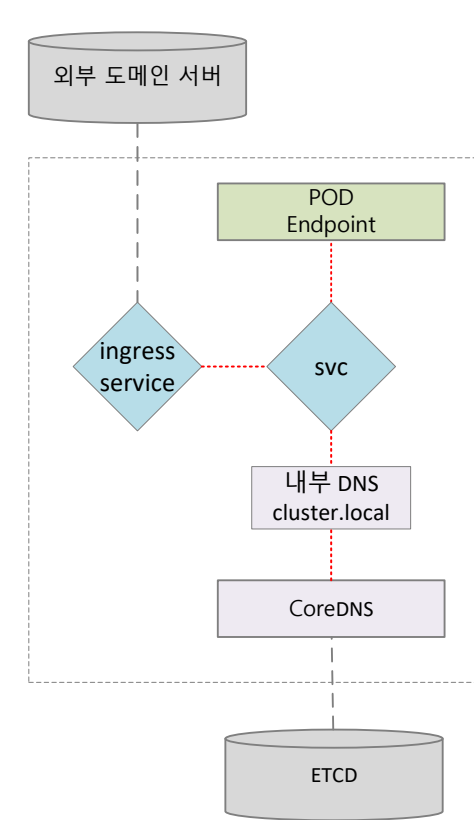 외부 도메인 서버
POD
Endpoint
ingress
service
svc
내부 DNS
cluster.local
CoreDNS
ETCD